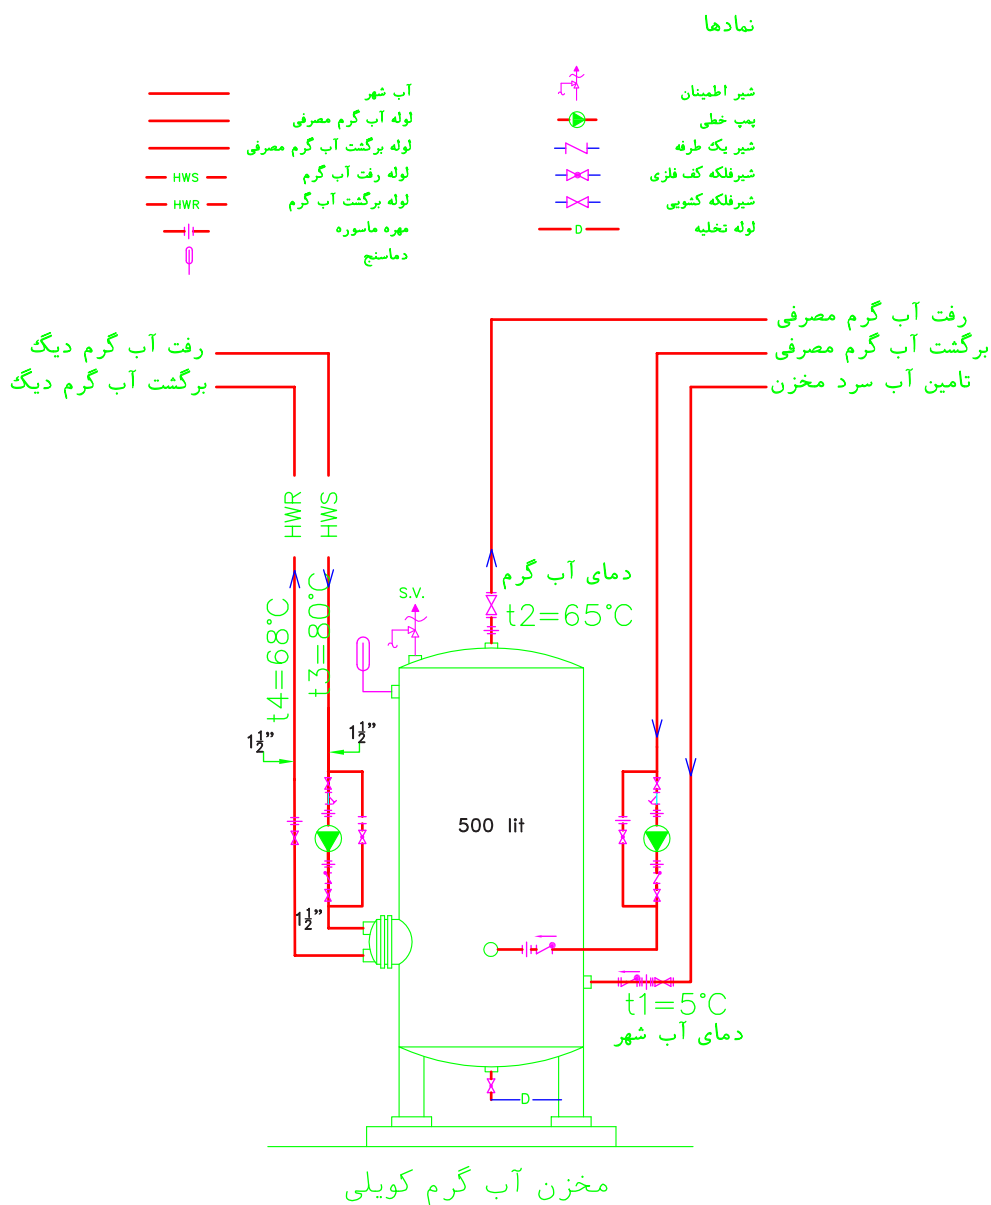 نمادها
شیر اطمینان
پمپ خطی
شیر یک طرفه
شیرفلکه کف فلزی
شیرفلکه کشویی
لوله تخلیه
D
آب شهر
لوله آب گرم مصرفی
لوله برگشت آب گرم مصرفی
لوله رفت آب گرم
HWS
لوله برگشت آب گرم
HWR
مهره ماسوره
دماسنج
رفت آب گرم مصرفی
برگشت آب گرم مصرفی
تامین آب سرد مخزن
رفت آب گرم دیگ
برگشت آب گرم دیگ
HWR
HWS
دمای آب گرم
t2=65°C
S.V.
t4=68°C
t3=80°C
1½"
1½"
500 lit
1½"
t1=5°C
دمای آب شهر
D
مخزن آب گرم کویلی